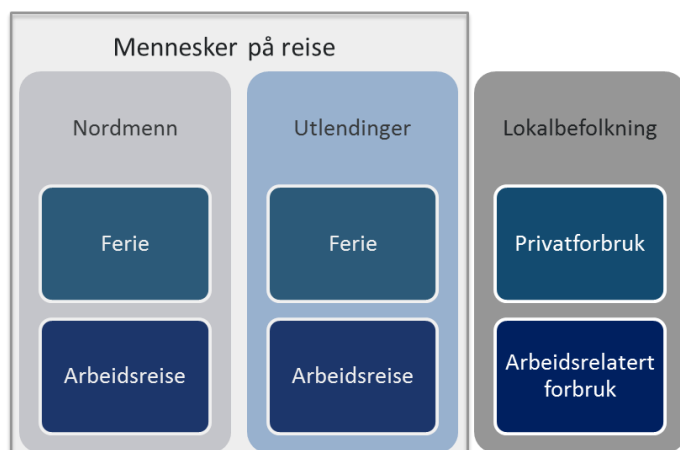 Mennesker på reise
Nordmenn
Utlendinger
Lokalbefolkning
Ferie
Ferie
Privatforbruk
Arbeidsreise
Arbeidsreise
Arbeidsrelatert
forbruk